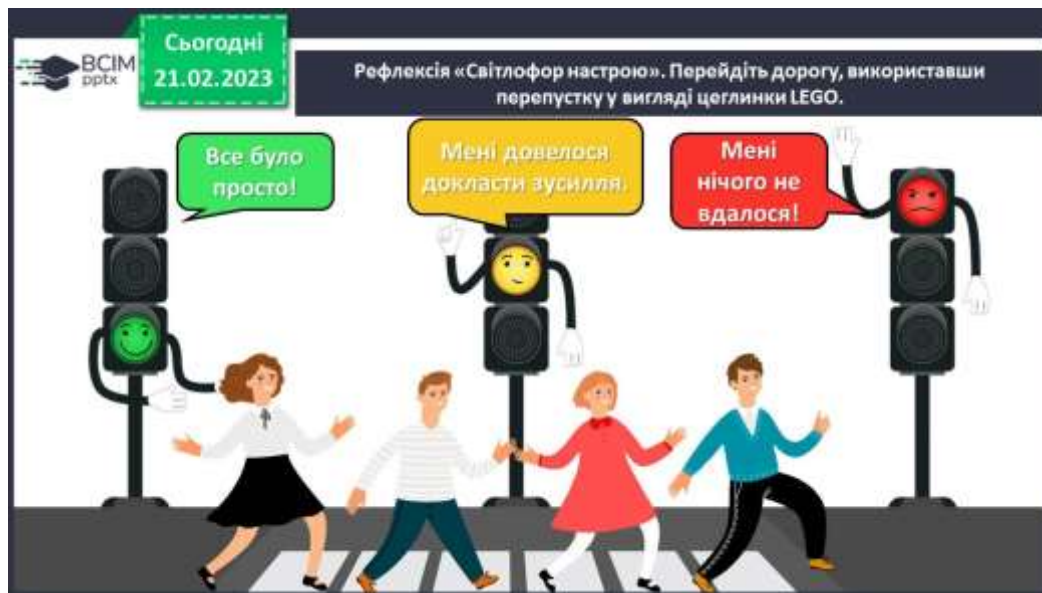 ВСІМ
pptx
Сьогодні
21.02.2023
Рефлексія «Світлофор настрою». Перейдіть дорогу, використавши
перепустку у вигляді цеглинки LEGO.
Все було
просто!
Мені довелося
докласти зусилля.
Мені
нічого не
вдалося!